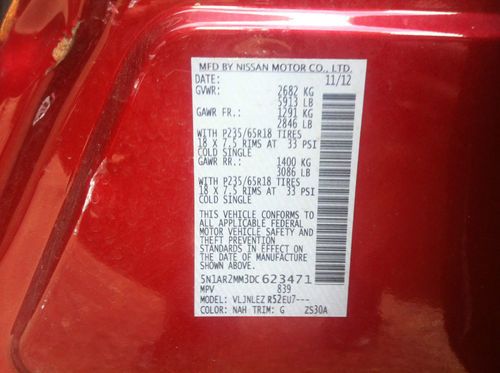 MFD BY NISSAN MOTOR CO., LTD.
DATE: 11/12
GVWR: 2682 KG
5913 LB
GAWR FR.: 1291 KG
2846 LB
WITH P235/65R18 TIRES
18 X 7.5 RIMS AT 33 PSI
COLD SINGLE
GAWR RR.: 1400 KG
3086 LB
WITH P235/65R18 TIRES
18 X 7.5 RIMS AT 33 PSI
COLD SINGLE
THIS VEHICLE CONFORMS TO
ALL APPLICABLE FEDERAL
MOTOR VEHICLE SAFETY AND
THEFT PREVENTION
STANDARDS IN EFFECT ON
THE DATE OF MANUFACTURE
SHOWN ABOVE.
5N1AR2MM3DC623471
MPV 839
MODEL: VLJNLEZ R52EU7---
COLOR: NAH TRIM: G ZS30A